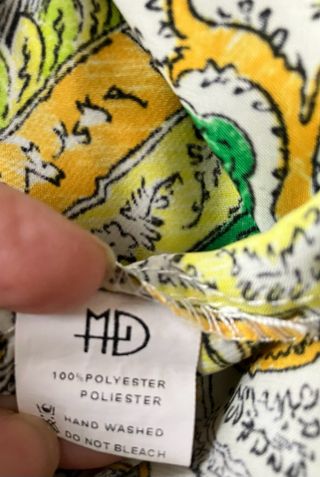 MD
100%POLYESTER
POLIESTER
HAND WASHED
DO NOT BLEACH